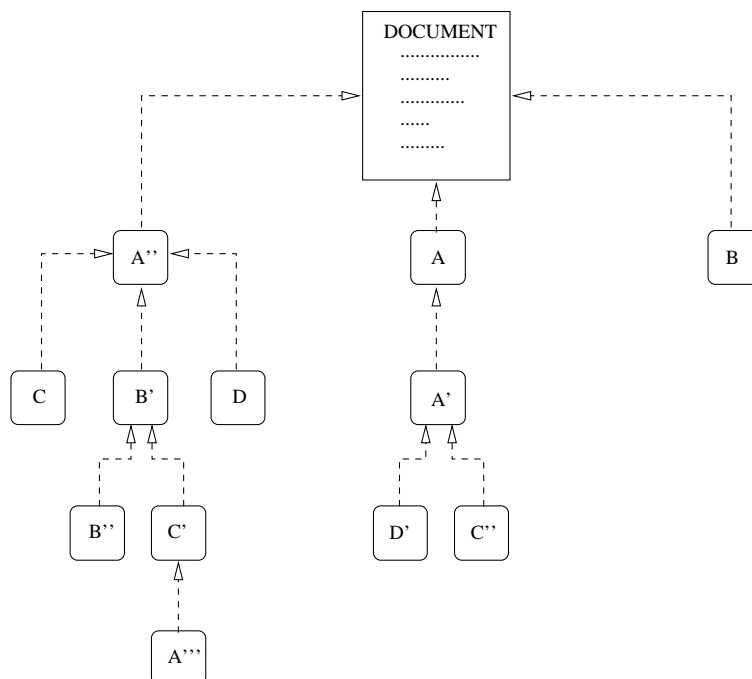 DOCUMENT
................
..........
.............
......
.........
A’’
A
B
C
B’
D
A’
B’’
C’
D’
C’’
A’’’